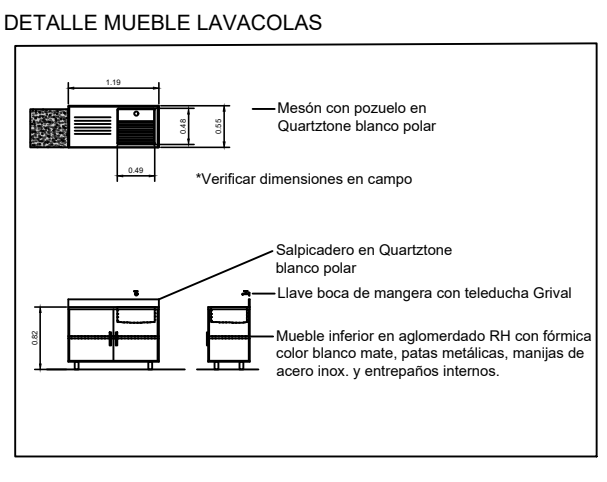 DETALLE MUEBLE LAVACOLAS
1.19
Mesón con pozuelo en
Quartztone blanco polar
0.48
0.55
0.49
*Verificar dimensiones en campo
Salpicadero en Quartztone
blanco polar
Llave boca de mangera con teleducha Grival
0.82
Mueble inferior en aglomerdado RH con fórmica
color blanco mate, patas metálicas, manijas de
acero inox. y entrepaños internos.